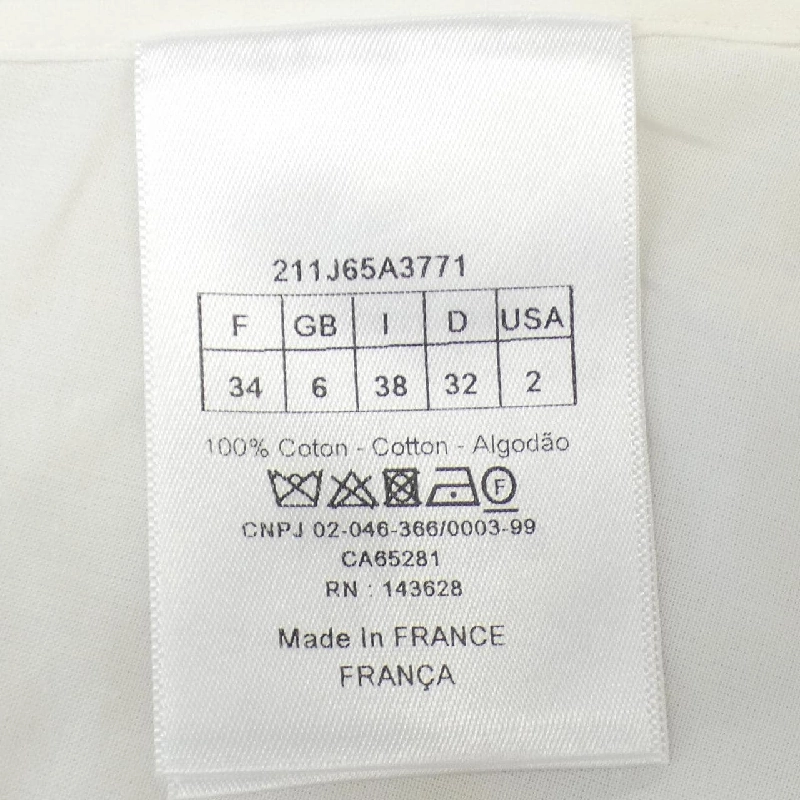 211J65A3771
F GB I D USA
34 6 38 32 2
100% Coton - Cotton - Algodão
F
CNPJ 02-046-366/0003-99
CA65281
RN : 143628
Made In FRANCE
FRANÇA